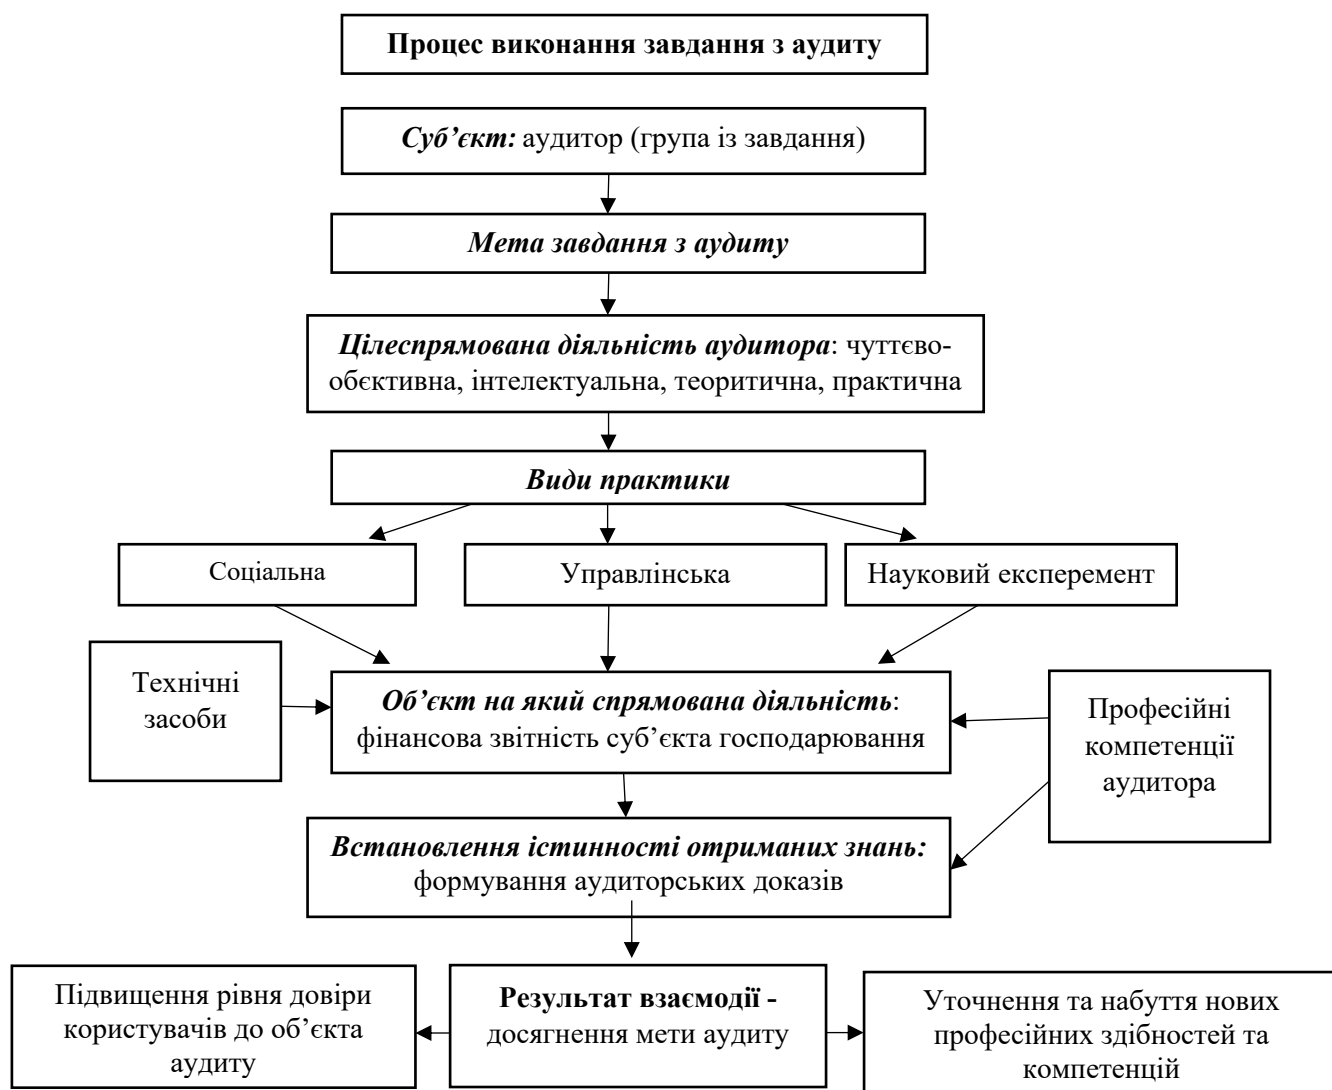 Процес виконання завдання з аудиту
Суб’єкт: аудитор (група із завдання)
Мета завдання з аудиту
Цілеспрямована діяльність аудитора: чуттєво-
обєктивна, інтелектуальна, теоритична, практична
Види практики
Соціальна
Управлінська
Науковий експеремент
Технічні
засоби
Об’єкт на який спрямована діяльність:
фінансова звітність суб’єкта господарювання
Професійні
компетенції
аудитора
Встановлення істинності отриманих знань:
формування аудиторських доказів
Підвищення рівня довіри
користувачів до об’єкта
аудиту
Результат взаємодії -
досягнення мети аудиту
Уточнення та набуття нових
професійних здібностей та
компетенцій